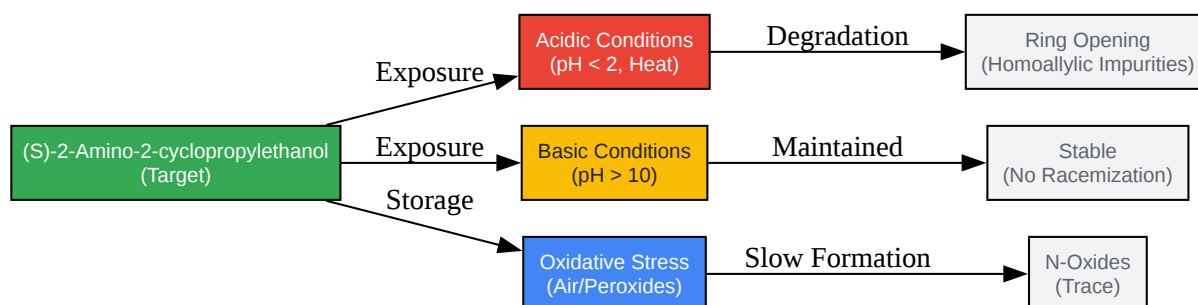 Acidic Conditions
(pH < 2, Heat)
Degradation
Ring Opening
(Homoallylic Impurities)
Exposure
(S)-2-Amino-2-cyclopropylethanol
(Target)
Exposure
Basic Conditions
(pH > 10)
Maintained
Stable
(No Racemization)
Storage
Oxidative Stress
(Air/Peroxides)
Slow Formation
N-Oxides
(Trace)